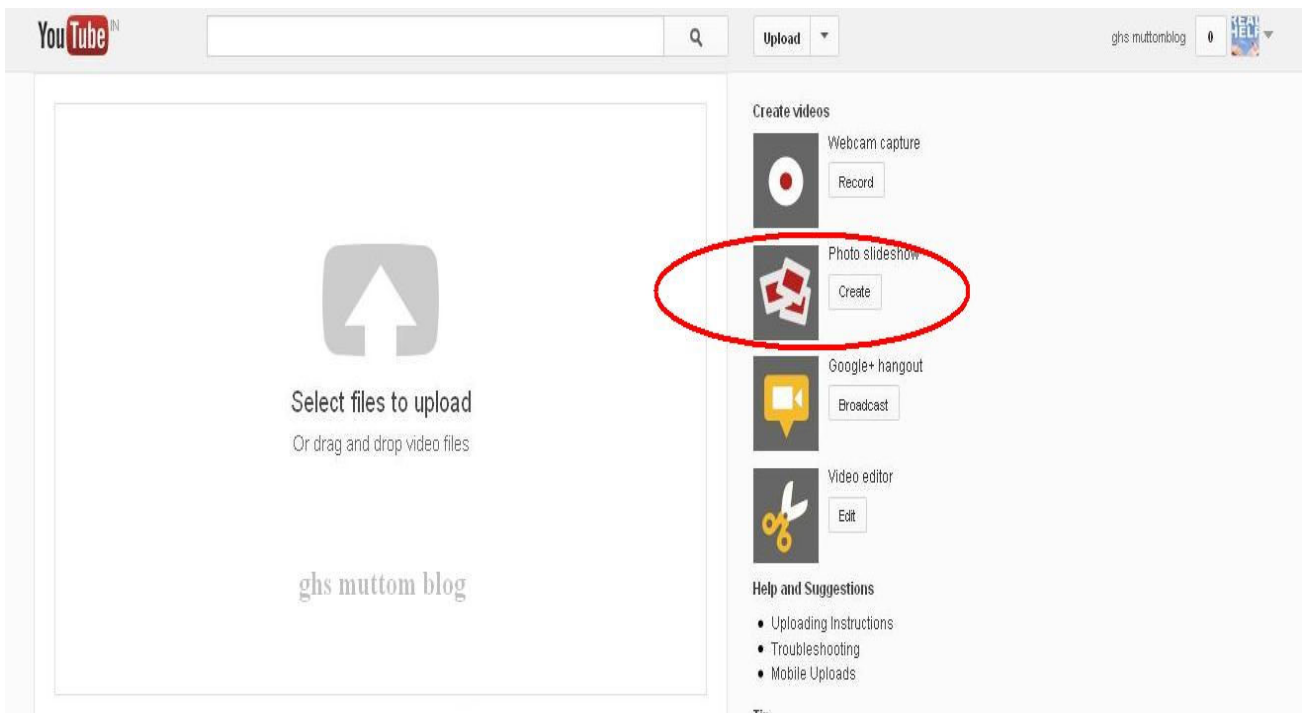 YouTube IN
Upload
ghs muttomblog 0
Select files to upload
Or drag and drop video files
ghs muttom blog
Create videos
Webcam capture
Record
Photo slideshow
Create
Google+ hangout
Broadcast
Video editor
Edit
Help and Suggestions
Uploading Instructions
Troubleshooting
Mobile Uploads